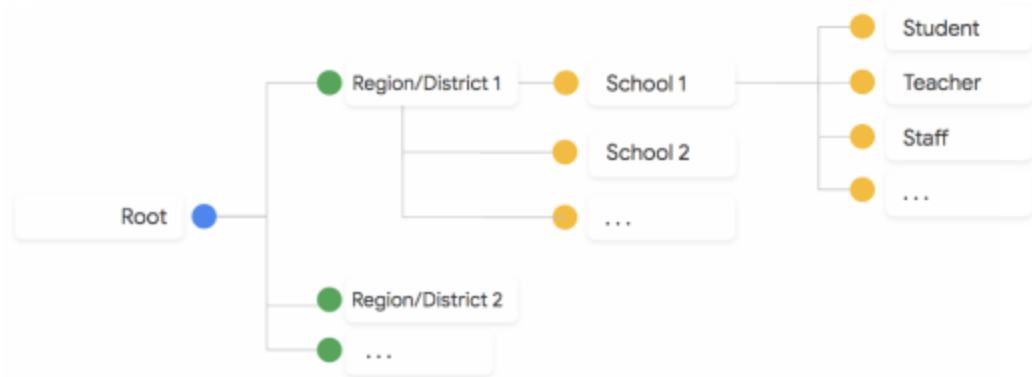 Student
Region/District 1
School 1
Teacher
School 2
Staff
Root
...
...
Region/District 2
...